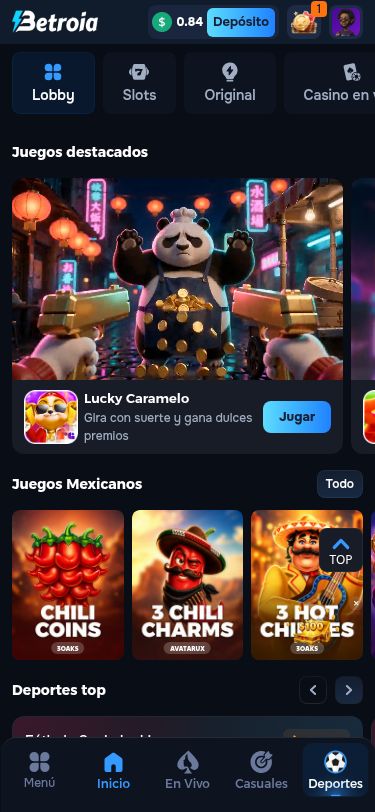 Betroia
$ 0.84 Depósito
1
Lobby
Slots
Original
Casino en
Juegos destacados
Lucky Caramelo
Gira con suerte y gana dulces
premios
Jugar
Juegos Mexicanos
Todo
CHILI
COINS
3OAKS
3 CHILI
CHARMS
AVATARUX
3 HOT
3OAKS
$100
TOP
Deportes top
Menú
Inicio
En Vivo
Casuales
Deportes